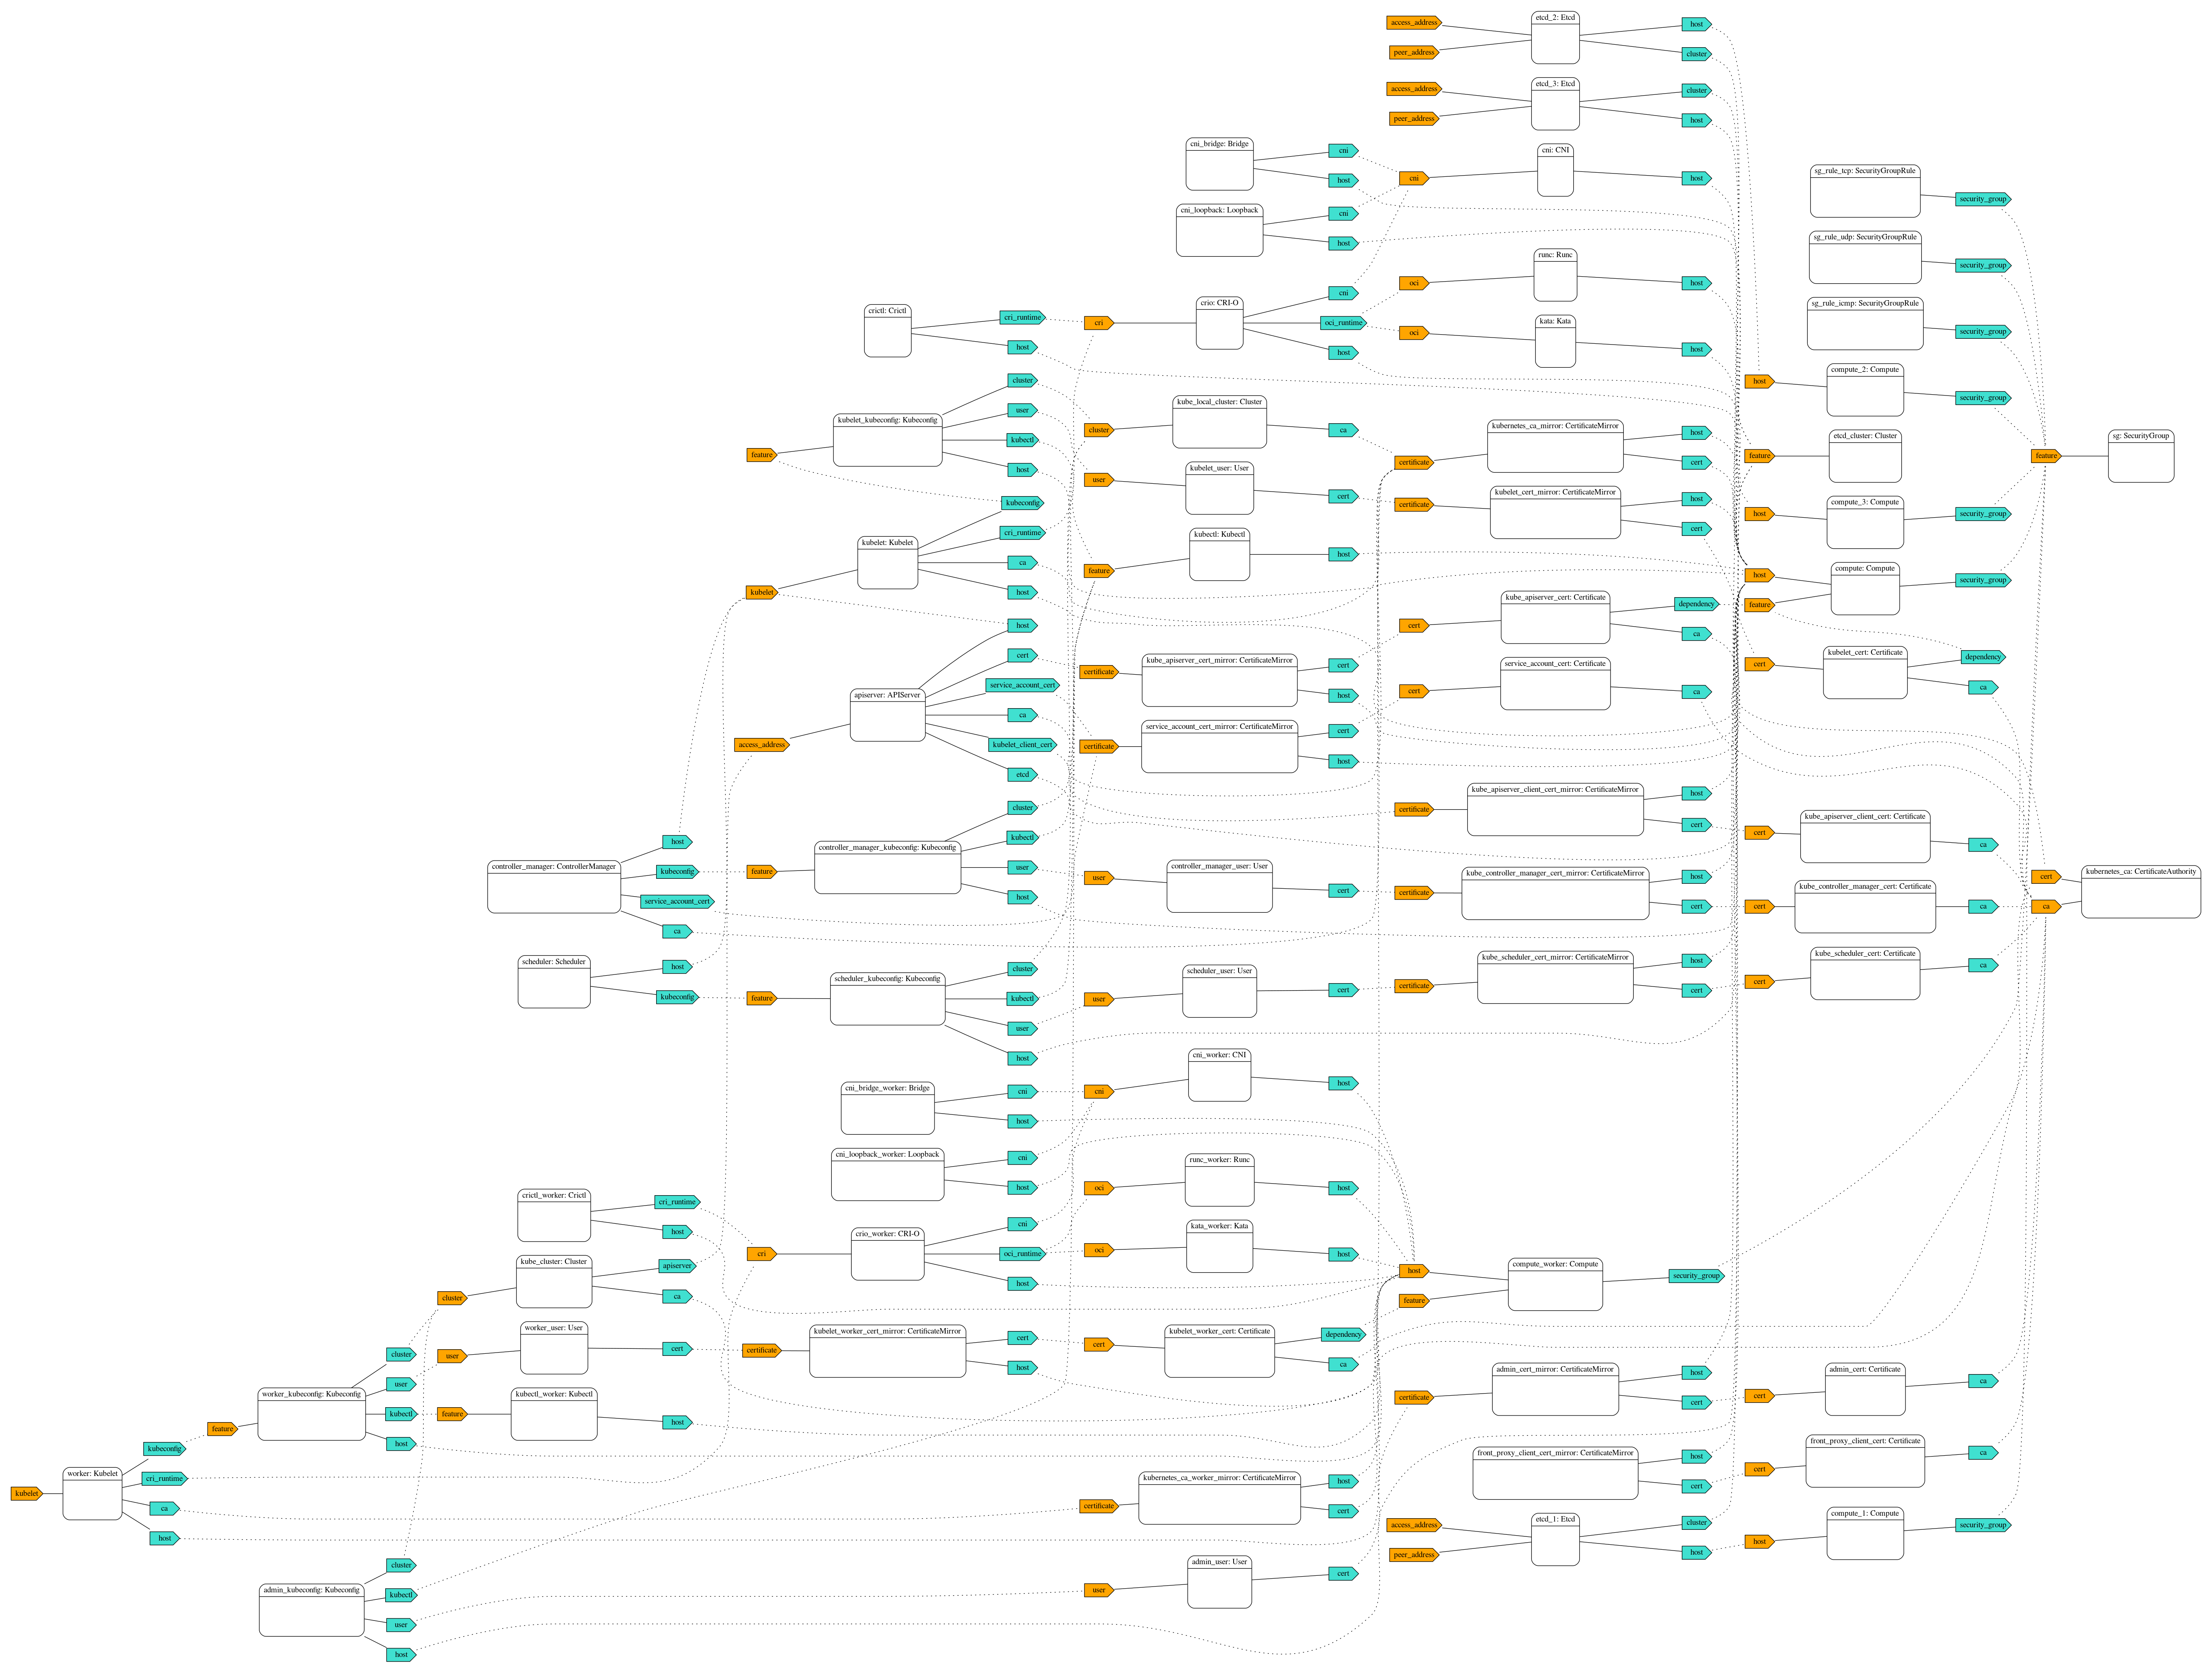 etcd_2: Etcd
access_address
peer_address
host
cluster
etcd_3: Etcd
access_address
peer_address
cluster
host
cni_bridge: Bridge
cni
host
cni
cni: CNI
host
cni_loopback: Loopback
cni
host
sg_rule_tcp: SecurityGroupRule
security_group
sg_rule_udp: SecurityGroupRule
security_group
sg_rule_icmp: SecurityGroupRule
security_group
runc: Runc
oci
host
kata: Kata
oci
host
crictl: Crictl
cri_runtime
host
cri
crio: CRI-O
cni
oci_runtime
host
host
compute_2: Compute
security_group
feature
etcd_cluster: Cluster
host
compute_3: Compute
security_group
feature
sg: SecurityGroup
feature
kubelet_kubeconfig: Kubeconfig
cluster
user
kubectl
host
cluster
kube_local_cluster: Cluster
ca
certificate
kubernetes_ca_mirror: CertificateMirror
host
cert
user
kubelet_user: User
cert
certificate
kubelet_cert_mirror: CertificateMirror
host
cert
feature
kubectl: Kubectl
host
kubelet
kubelet: Kubelet
kubeconfig
cri_runtime
ca
host
host
feature
compute: Compute
security_group
cert
kube_apiserver_cert: Certificate
dependency
ca
cert
kubelet_cert: Certificate
dependency
ca
access_address
apiserver: APIServer
host
cert
service_account_cert
ca
kubelet_client_cert
etcd
certificate
kube_apiserver_cert_mirror: CertificateMirror
cert
host
cert
service_account_cert: Certificate
ca
certificate
service_account_cert_mirror: CertificateMirror
cert
host
certificate
kube_apiserver_client_cert_mirror: CertificateMirror
host
cert
cert
kube_apiserver_client_cert: Certificate
ca
controller_manager: ControllerManager
host
kubeconfig
service_account_cert
ca
feature
controller_manager_kubeconfig: Kubeconfig
cluster
kubectl
user
host
user
controller_manager_user: User
cert
certificate
kube_controller_manager_cert_mirror: CertificateMirror
host
cert
cert
kube_controller_manager_cert: Certificate
ca
cert
ca
kubernetes_ca: CertificateAuthority
scheduler: Scheduler
host
kubeconfig
feature
scheduler_kubeconfig: Kubeconfig
cluster
kubectl
user
host
user
scheduler_user: User
cert
certificate
kube_scheduler_cert_mirror: CertificateMirror
host
cert
cert
kube_scheduler_cert: Certificate
ca
cni_bridge_worker: Bridge
cni
host
cni
cni_worker: CNI
host
cni_loopback_worker: Loopback
cni
host
oci
runc_worker: Runc
host
crictl_worker: Crictl
cri_runtime
host
cri
crio_worker: CRI-O
cni
oci_runtime
host
oci
kata_worker: Kata
host
host
feature
compute_worker: Compute
security_group
cluster
kube_cluster: Cluster
apiserver
ca
user
worker_user: User
cert
certificate
kubelet_worker_cert_mirror: CertificateMirror
cert
host
cert
kubelet_worker_cert: Certificate
dependency
ca
feature
worker_kubeconfig: Kubeconfig
cluster
user
kubectl
host
feature
kubectl_worker: Kubectl
host
certificate
admin_cert_mirror: CertificateMirror
host
cert
cert
admin_cert: Certificate
ca
kubelet
worker: Kubelet
kubeconfig
cri_runtime
ca
host
certificate
kubernetes_ca_worker_mirror: CertificateMirror
host
cert
front_proxy_client_cert_mirror: CertificateMirror
host
cert
cert
front_proxy_client_cert: Certificate
ca
access_address
peer_address
etcd_1: Etcd
cluster
host
host
compute_1: Compute
security_group
admin_kubeconfig: Kubeconfig
cluster
kubectl
user
host
user
admin_user: User
cert